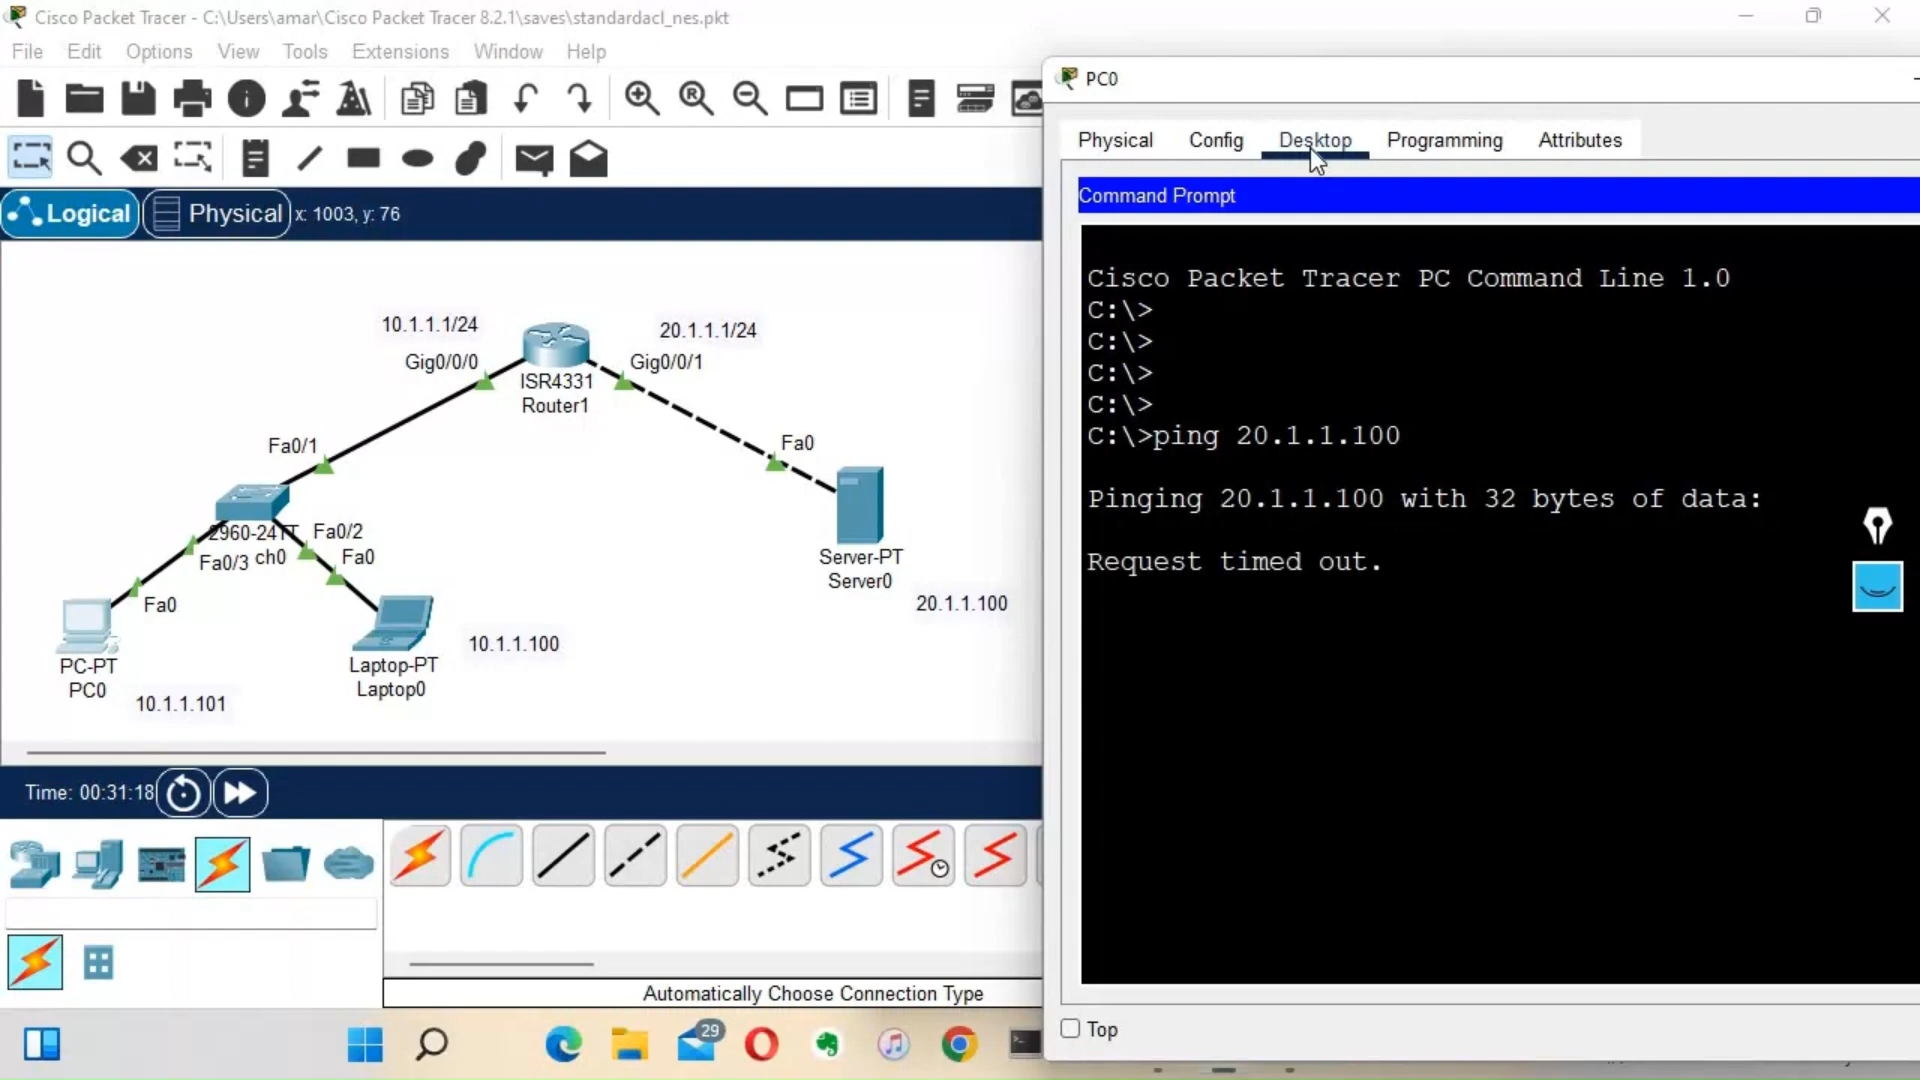 Cisco Packet Tracer - C:\Users\amar\Cisco Packet Tracer 8.2.1\saves\standardacl_nes.pkt
File Edit Options View Tools Extensions Window Help
Logical
Physical
x: 1003, y: 76
10.1.1.1/24
20.1.1.1/24
Gig0/0/0
Gig0/0/1
ISR4331
Router1
Fa0/1
Fa0
2960-24TT
Fa0/2
Fa0/3
ch0
Fa0
Server-PT
Server0
20.1.1.100
Fa0
PC-PT
PC0
10.1.1.101
Laptop-PT
Laptop0
10.1.1.100
Time: 00:31:18
Automatically Choose Connection Type
29
PC0
Physical Config Desktop Programming Attributes
Command Prompt
Cisco Packet Tracer PC Command Line 1.0
C:\>
C:\>
C:\>
C:\>
C:\>ping 20.1.1.100
Pinging 20.1.1.100 with 32 bytes of data:
Request timed out.
Top